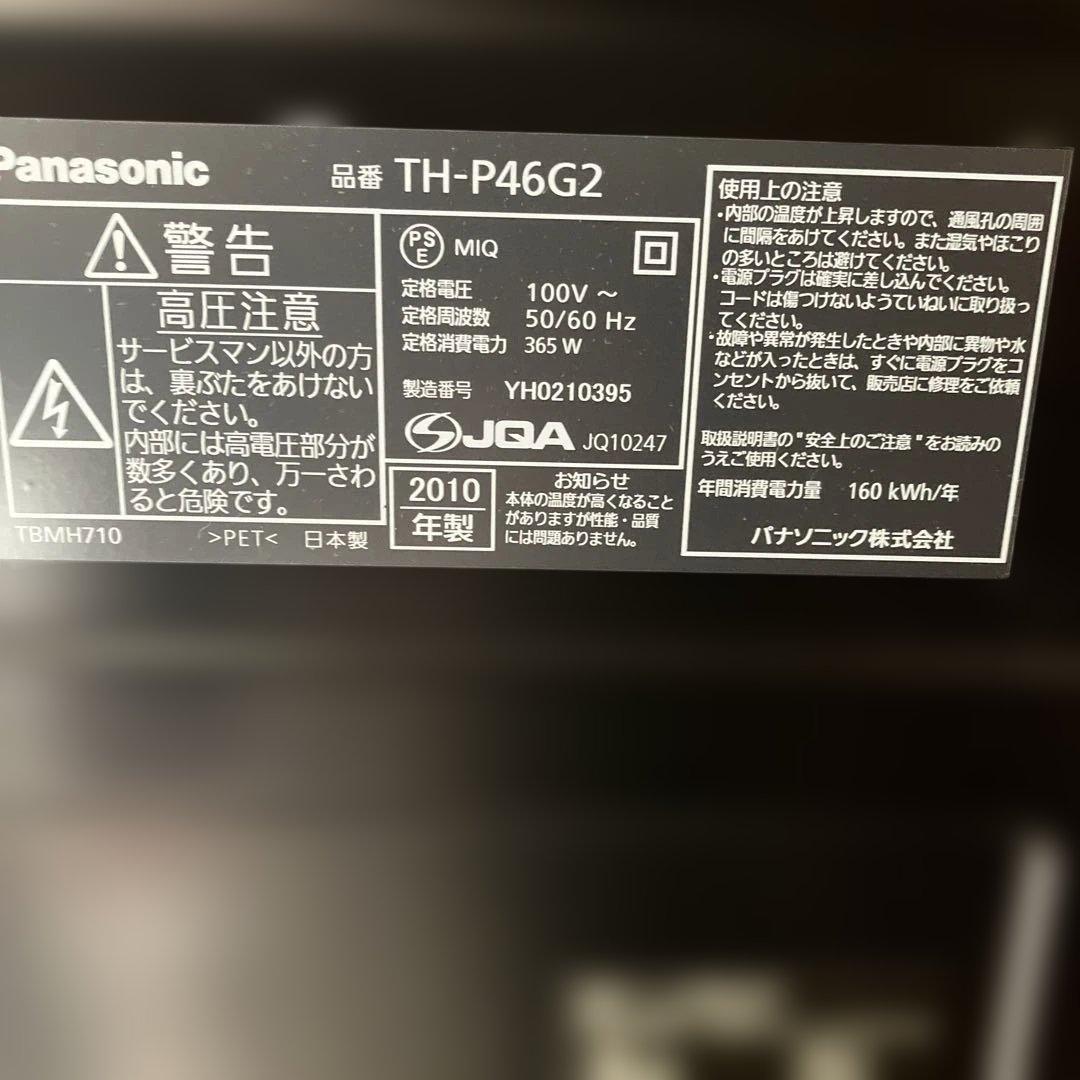 Panasonic
品番 TH-P46G2
警告
高圧注意
サービスマン以外の方
は、裏ぶたをあけない
でください。
内部には高電圧部分が
数多くあり、万一さわ
ると危険です。
TBMH710 >PET< 日本製
PSE MIQ
定格電圧 100V ～
定格周波数 50/60 Hz
定格消費電力 365 W
製造番号 YH0210395
JQA JQ10247
2010
年製
お知らせ
本体の温度が高くなること
がありますが性能・品質
には問題ありません。
使用上の注意
・内部の温度が上昇しますので、通風孔の周囲
に間隔をあけてください。また湿気やほこり
の多いところは避けてください。
・電源プラグは確実に差し込んでください。
コードは傷つけないようていねいに取り扱っ
てください。
・故障や異常が発生したときや内部に異物や水
などが入ったときは、すぐに電源プラグをコ
ンセントから抜いて、販売店に修理をご依頼
ください。
取扱説明書の"安全上のご注意"をお読みの
うえご使用ください。
年間消費電力量 160 kWh/年
パナソニック株式会社